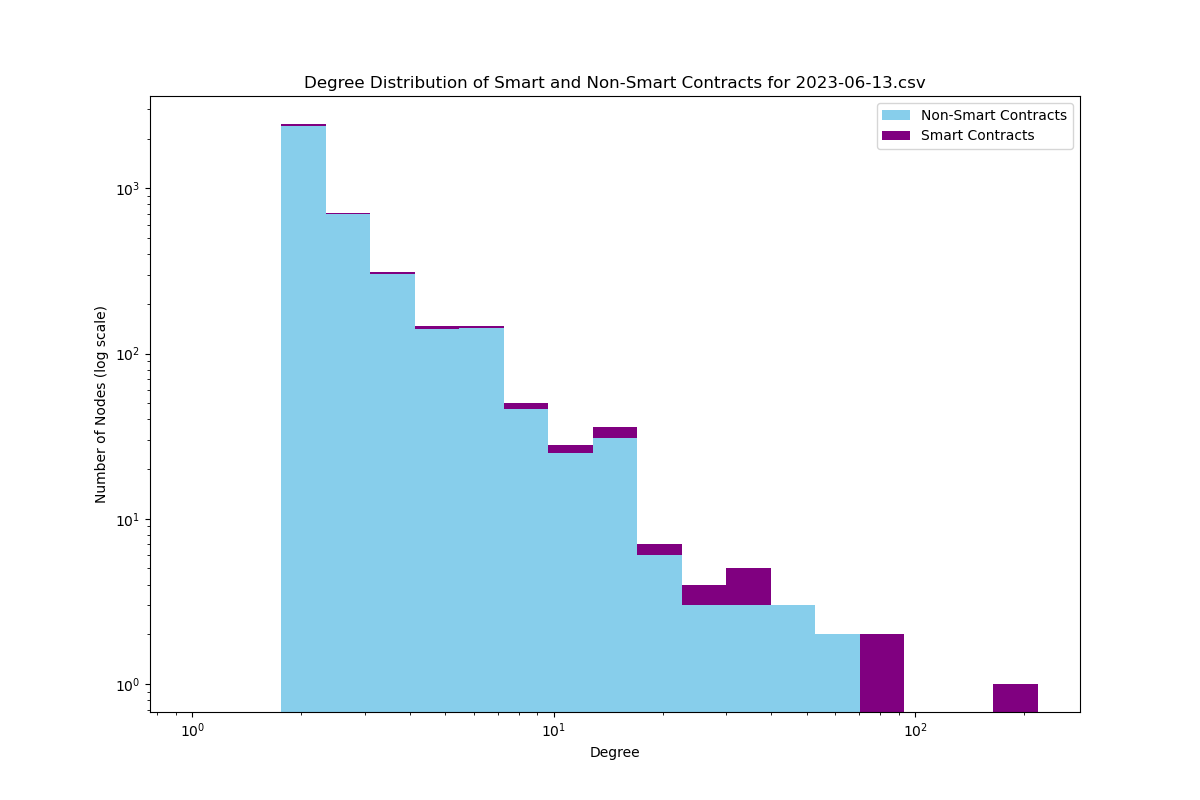 Degree Distribution of Smart and Non-Smart Contracts for 2023-06-13.csv
Non-Smart Contracts
Smart Contracts
Number of Nodes (log scale)
10³
10²
10¹
10⁰
10⁰ 10¹ 10²
Degree